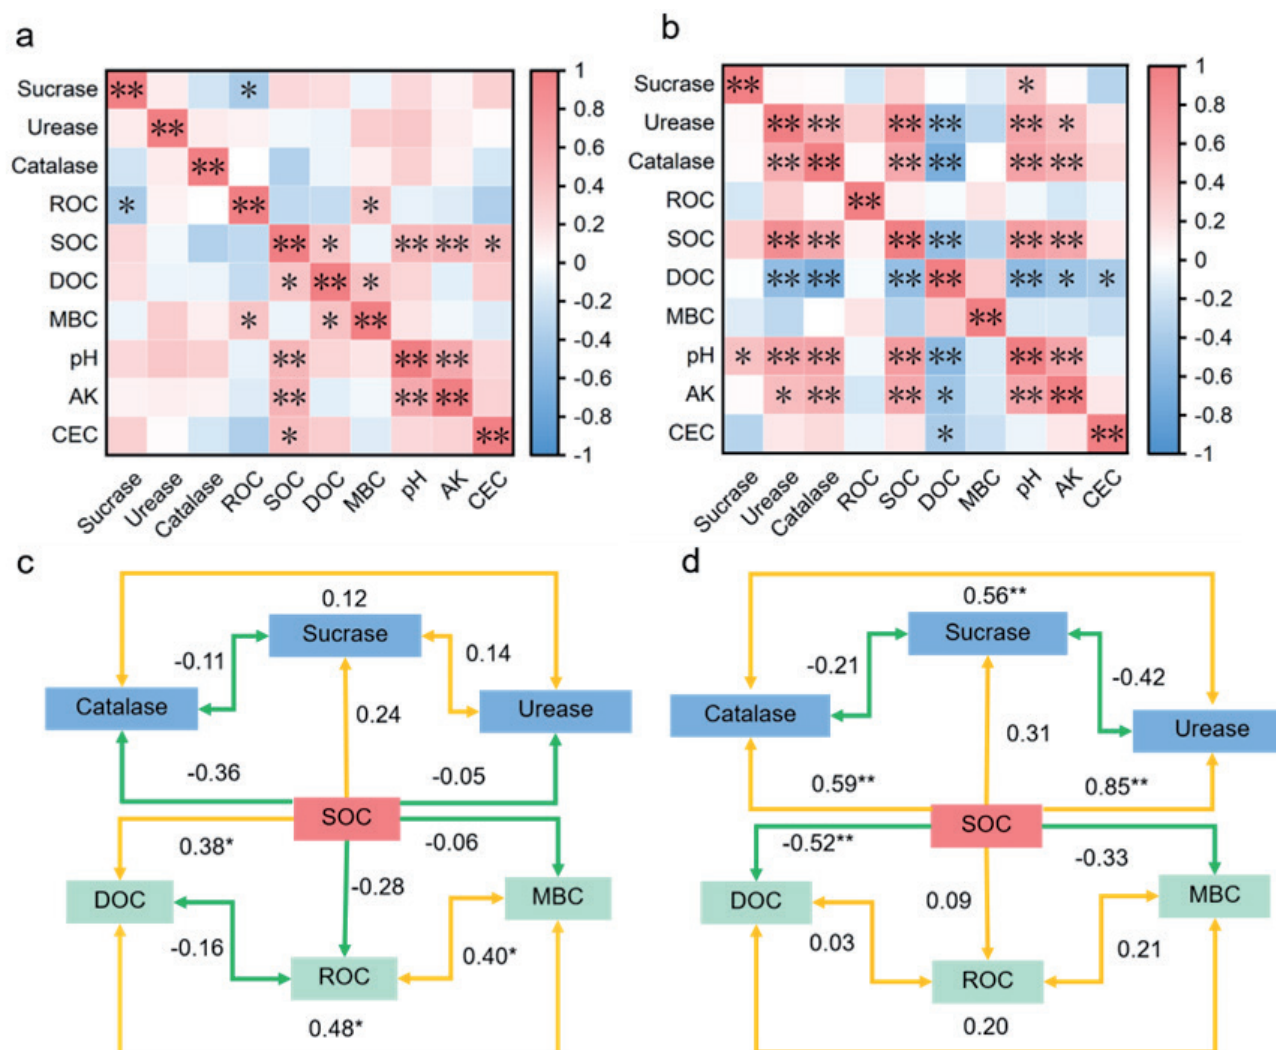 a
Sucrase ** *
Urease **
Catalase **
ROC * ** *
SOC ** * ** ** *
DOC * ** *
MBC * * **
pH ** ** **
AK ** ** **
CEC * **
Sucrase Urease Catalase ROC SOC DOC MBC pH AK CEC
1
0.8
0.6
0.4
0.2
0
-0.2
-0.4
-0.6
-0.8
-1
b
Sucrase ** *
Urease ** ** ** ** ** *
Catalase ** ** ** ** ** **
ROC **
SOC ** ** ** ** ** **
DOC ** ** ** ** ** * *
MBC **
pH * ** ** ** ** ** **
AK * ** ** * ** **
CEC * **
Sucrase Urease Catalase ROC SOC DOC MBC pH AK CEC
1
0.8
0.6
0.4
0.2
0
-0.2
-0.4
-0.6
-0.8
-1
c
0.12
Sucrase
-0.11
0.14
Catalase
0.24
Urease
-0.36
-0.05
SOC
0.38*
-0.06
-0.28
DOC
MBC
-0.16
0.40*
ROC
0.48*
d
0.56**
Sucrase
-0.21
-0.42
Catalase
0.31
Urease
0.59**
0.85**
SOC
-0.52**
-0.33
0.09
DOC
MBC
0.03
0.21
ROC
0.20